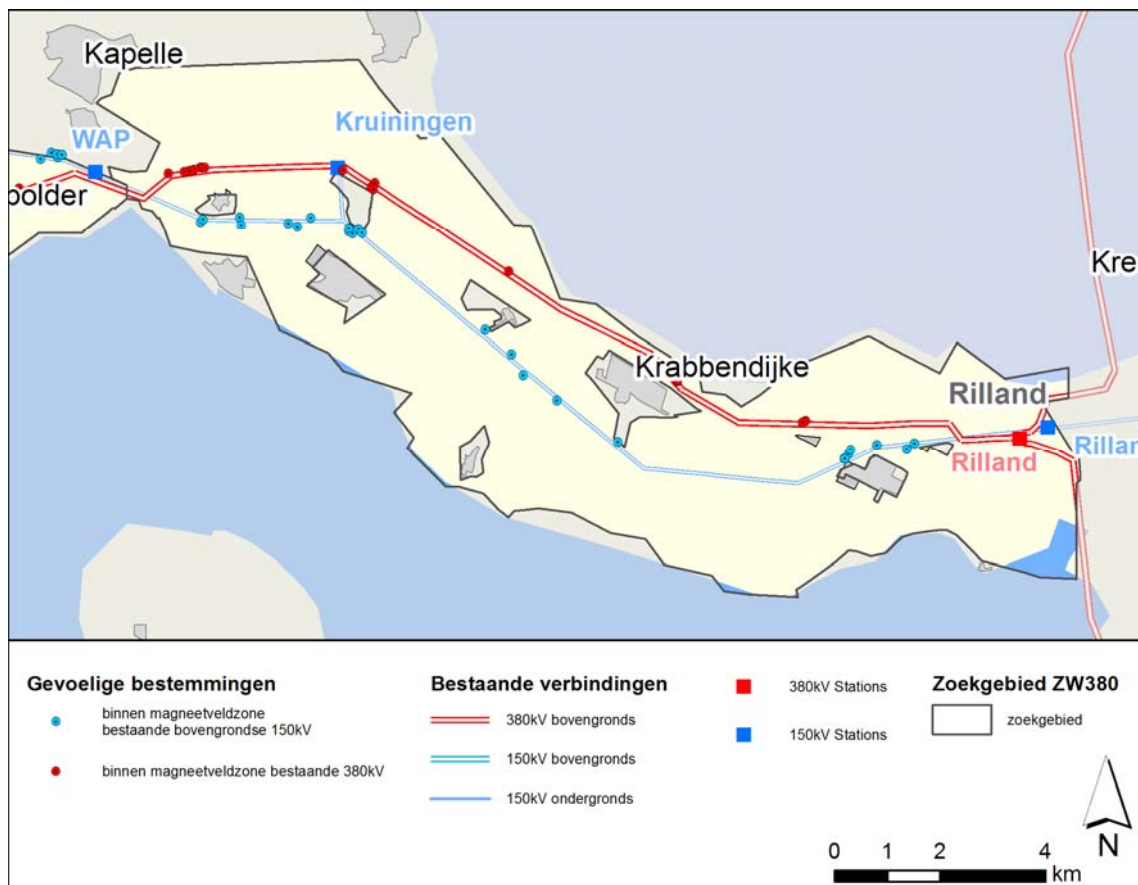 Kapelle
WAP
Kruiningen
polder
Kre
Krabbendijke
Rilland
Rilland
Rillan
Gevoelige bestemmingen
binnen magneetveldzone
bestaande bovengrondse 150kV
binnen magneetveldzone bestaande 380kV
Bestaande verbindingen
380kV bovengronds
150kV bovengronds
150kV ondergronds
380kV Stations
150kV Stations
Zoekgebied ZW380
zoekgebied
N
0 1 2 4
km